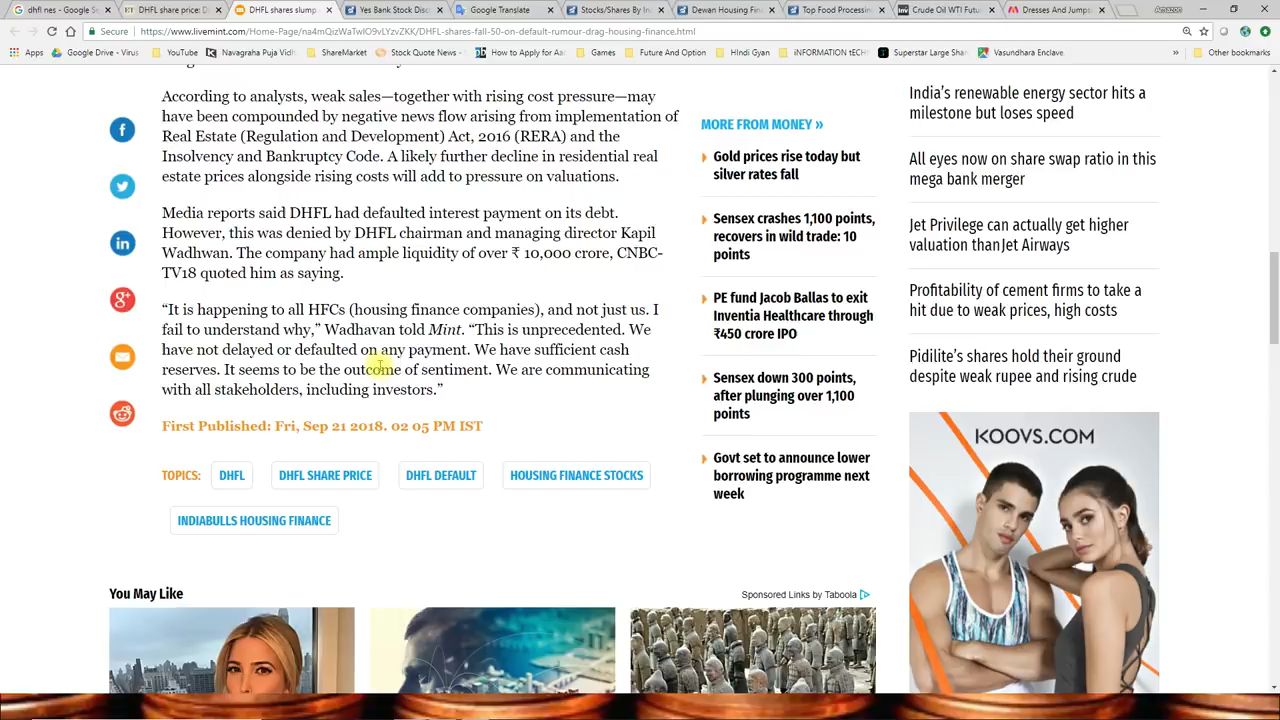 dhfl nes - Google Se
DHFL share price: D
DHFL shares slump
Yes Bank Stock Disc
Google Translate
Stocks/Shares By In
Dewan Housing Fin
Top Food Processing
Crude Oil WTI Futur
Dresses And Jumps
Amazon
Secure
https://www.livemint.com/Home-Page/na4mQizWaTwIO9vLYzvZKK/DHFL-shares-fall-50-on-default-rumour-drag-housing-finance.html
Apps
Google Drive - Virus
YouTube
Navagraha Puja Vidh
ShareMarket
Stock Quote News - E
How to Apply for Aa
Games
Future And Option
HIndi Gyan
iNFORMATION tECH
Superstar Large Shar
Vasundhara Enclave.
Other bookmarks
According to analysts, weak sales—together with rising cost pressure—may
have been compounded by negative news flow arising from implementation of
Real Estate (Regulation and Development) Act, 2016 (RERA) and the
Insolvency and Bankruptcy Code. A likely further decline in residential real
estate prices alongside rising costs will add to pressure on valuations.
Media reports said DHFL had defaulted interest payment on its debt.
However, this was denied by DHFL chairman and managing director Kapil
Wadhwan. The company had ample liquidity of over ₹ 10,000 crore, CNBC-
TV18 quoted him as saying.
“It is happening to all HFCs (housing finance companies), and not just us. I
fail to understand why,” Wadhavan told Mint. “This is unprecedented. We
have not delayed or defaulted on any payment. We have sufficient cash
reserves. It seems to be the outcome of sentiment. We are communicating
with all stakeholders, including investors.”
First Published: Fri, Sep 21 2018. 02 05 PM IST
TOPICS:
DHFL
DHFL SHARE PRICE
DHFL DEFAULT
HOUSING FINANCE STOCKS
INDIABULLS HOUSING FINANCE
MORE FROM MONEY »
Gold prices rise today but
silver rates fall
Sensex crashes 1,100 points,
recovers in wild trade: 10
points
PE fund Jacob Ballas to exit
Inventia Healthcare through
₹450 crore IPO
Sensex down 300 points,
after plunging over 1,100
points
Govt set to announce lower
borrowing programme next
week
India's renewable energy sector hits a
milestone but loses speed
All eyes now on share swap ratio in this
mega bank merger
Jet Privilege can actually get higher
valuation thanJet Airways
Profitability of cement firms to take a
hit due to weak prices, high costs
Pidilite's shares hold their ground
despite weak rupee and rising crude
KOOVS.COM
You May Like
Sponsored Links by Taboola